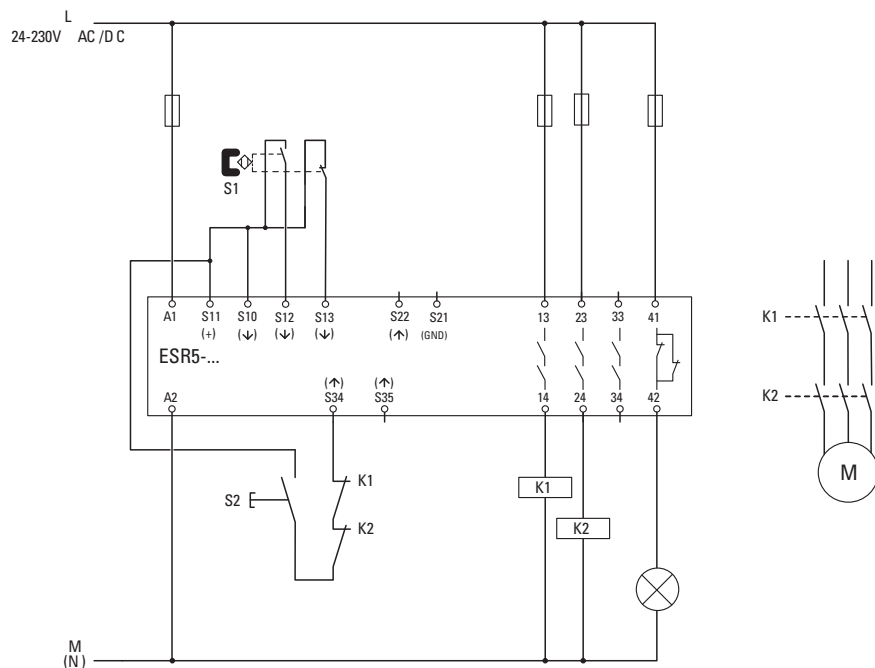 L
24-230V AC /D C
S1
A1 S11 S10 S12 S13 S22 S21 13 23 33 41
(+) (↓) (↓) (↓) (↑) (GND)
ESR5-...
(↑) (↑)
A2 S34 S35 14 24 34 42
K1
K2
M
K1
S2
K2
K1
K2
M
(N)